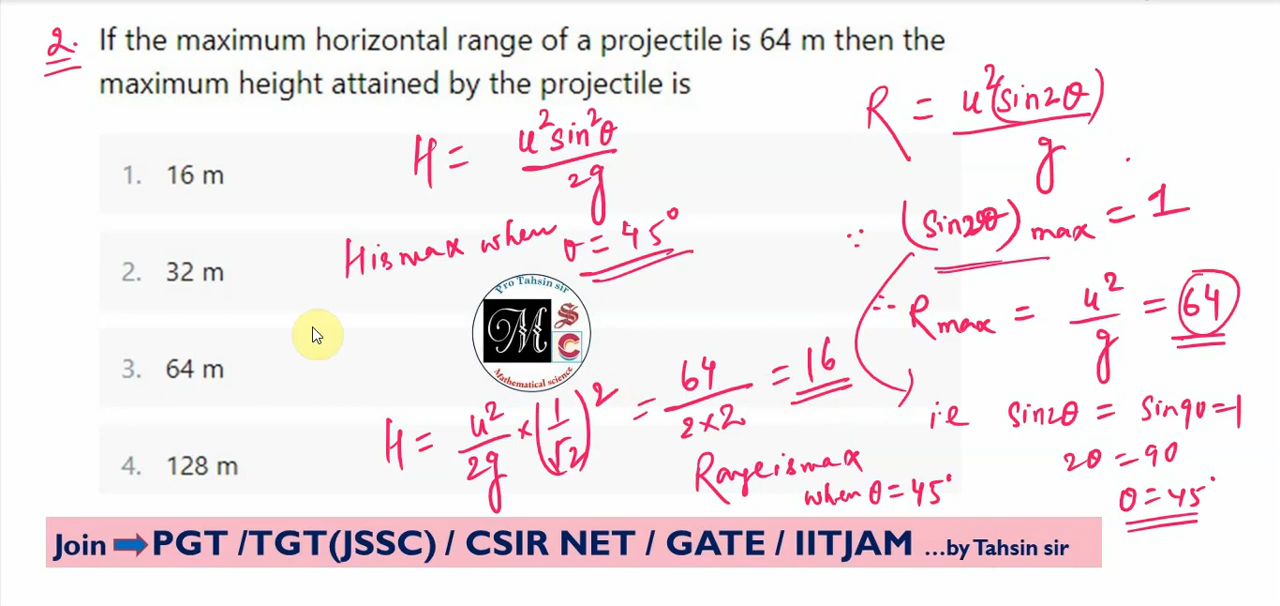 2. If the maximum horizontal range of a projectile is 64 m then the
maximum height attained by the projectile is
1. 16 m
2. 32 m
3. 64 m
4. 128 m
H = u² sin²θ / 2g
H is max when θ = 45°
R = u² (sin2θ) / g
∵ (sin2θ) max = 1
∴ R max = u² / g = 64
i.e sin2θ = sin90 = 1
2θ = 90
θ = 45°
H = u² / 2g × (1/√2)² = 64 / 2×2 = 16
Range is max
when θ = 45°
Pro Tahsin sir
M S C
Mathematical science
Join ➡ PGT /TGT(JSSC) / CSIR NET / GATE / IITJAM ...by Tahsin sir